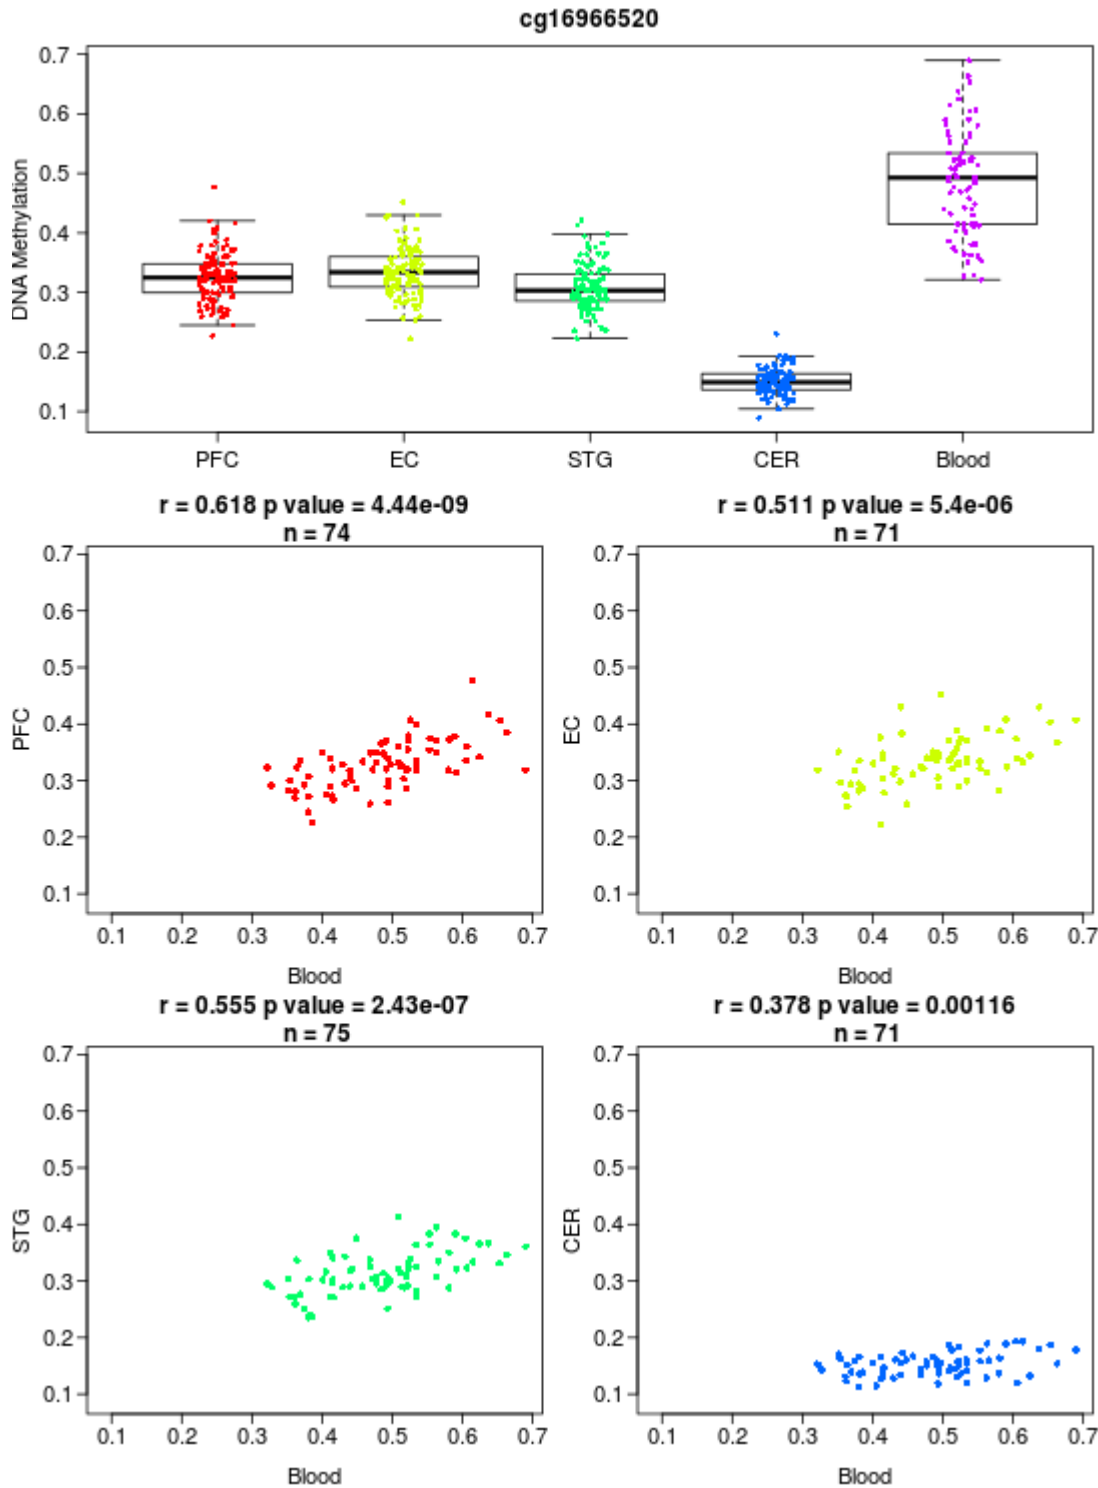 cg16966520
DNA Methylation
0.7
0.6
0.5
0.4
0.3
0.2
0.1
PFC EC STG CER Blood
r = 0.618 p value = 4.44e-09
n = 74
PFC
0.7
0.6
0.5
0.4
0.3
0.2
0.1
0.1 0.2 0.3 0.4 0.5 0.6 0.7
Blood
r = 0.511 p value = 5.4e-06
n = 71
EC
0.7
0.6
0.5
0.4
0.3
0.2
0.1
0.1 0.2 0.3 0.4 0.5 0.6 0.7
Blood
r = 0.555 p value = 2.43e-07
n = 75
STG
0.7
0.6
0.5
0.4
0.3
0.2
0.1
0.1 0.2 0.3 0.4 0.5 0.6 0.7
Blood
r = 0.378 p value = 0.00116
n = 71
CER
0.7
0.6
0.5
0.4
0.3
0.2
0.1
0.1 0.2 0.3 0.4 0.5 0.6 0.7
Blood